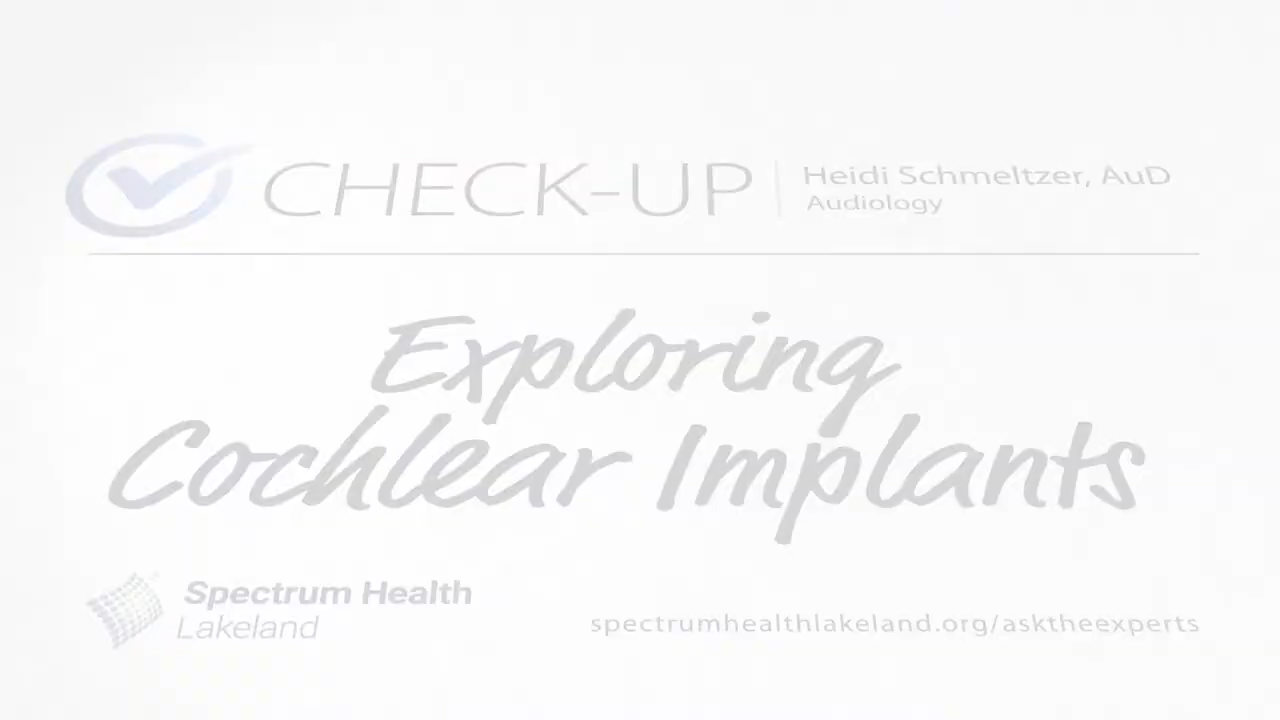 CHECK-UP
Heidi Schmeltzer, AuD
Audiology
Exploring
Cochlear Implants
Spectrum Health
Lakeland
spectrumhealthlakeland.org/asktheexperts